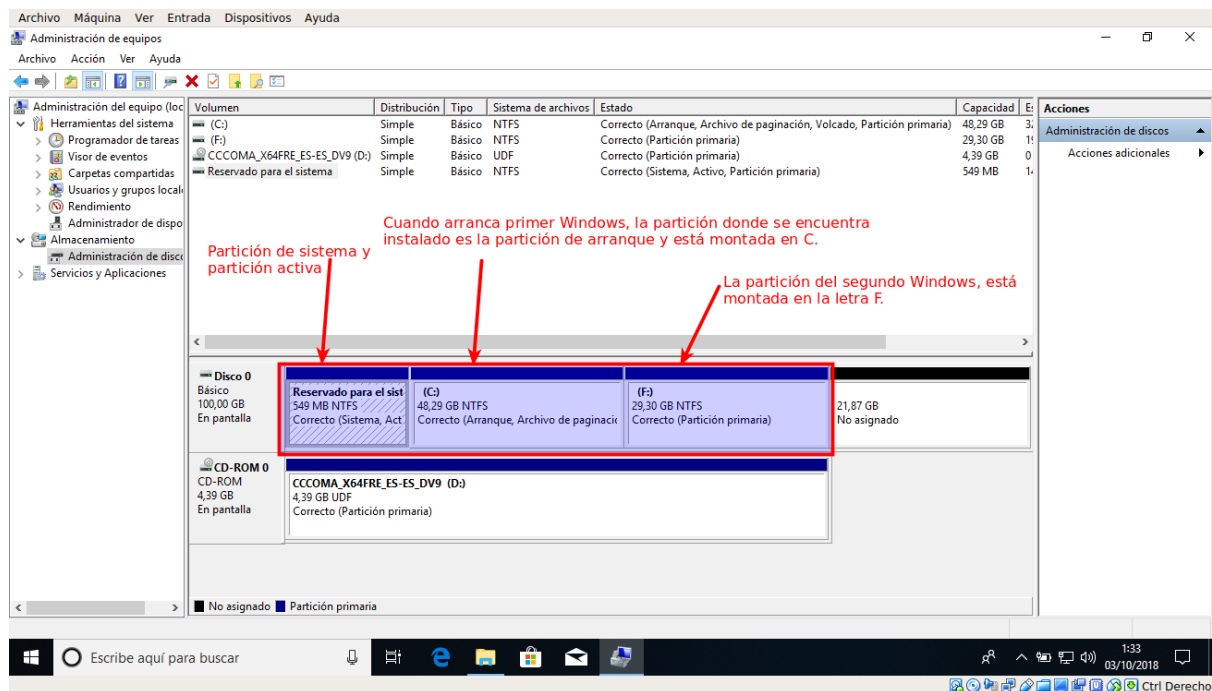 Archivo Máquina Ver Entrada Dispositivos Ayuda
Administración de equipos
Archivo Acción Ver Ayuda
Administración del equipo (loc
Herramientas del sistema
Programador de tareas
Visor de eventos
Carpetas compartidas
Usuarios y grupos locale
Rendimiento
Administrador de dispo
Almacenamiento
Administración de disco
Servicios y Aplicaciones
Volumen Distribución Tipo Sistema de archivos Estado Capacidad
(C:) Simple Básico NTFS Correcto (Arranque, Archivo de paginación, Volcado, Partición primaria) 48,29 GB
(F:) Simple Básico NTFS Correcto (Partición primaria) 29,30 GB
CCCOMA_X64FRE_ES-ES_DV9 (D:) Simple Básico UDF Correcto (Partición primaria) 4,39 GB 0
Reservado para el sistema Simple Básico NTFS Correcto (Sistema, Activo, Partición primaria) 549 MB
Cuando arranca primer Windows, la partición donde se encuentra
instalado es la partición de arranque y está montada en C.
Partición de sistema y
partición activa
La partición del segundo Windows, está
montada en la letra F.
Disco 0
Básico
100,00 GB
En pantalla
Reservado para el sist
549 MB NTFS
Correcto (Sistema, Act
(C:)
48,29 GB NTFS
Correcto (Arranque, Archivo de paginació
(F:)
29,30 GB NTFS
Correcto (Partición primaria)
21,87 GB
No asignado
CD-ROM 0
CD-ROM
4,39 GB
En pantalla
CCCOMA_X64FRE_ES-ES_DV9 (D:)
4,39 GB UDF
Correcto (Partición primaria)
No asignado Partición primaria
Acciones
Administración de discos
Acciones adicionales
Escribe aquí para buscar
1:33
03/10/2018
Ctrl Derecho